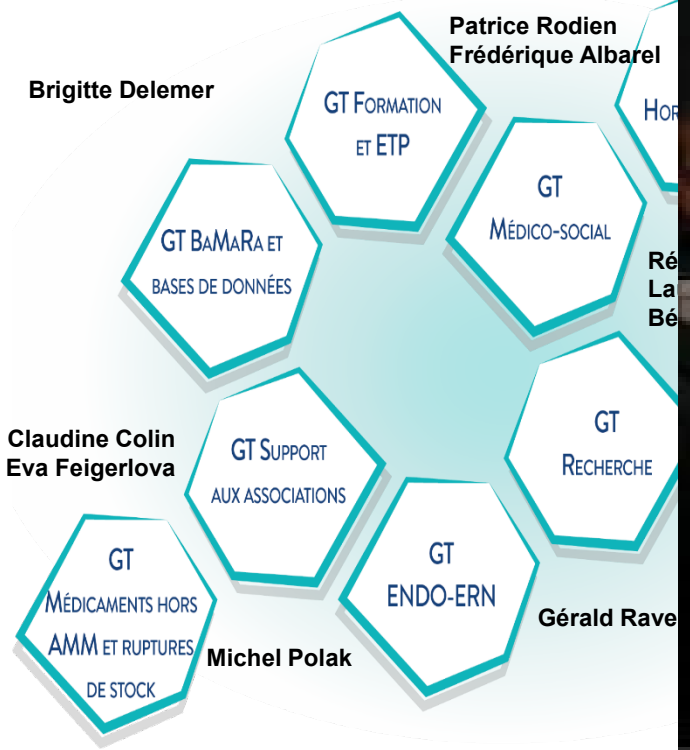 Patrice Rodien
Frédérique Albarel
Brigitte Delemer
GT FORMATION
ET ETP
GT
MÉDICO-SOCIAL
GT BAMARA ET
BASES DE DONNÉES
Claudine Colin
Eva Feigerlova
GT SUPPORT
AUX ASSOCIATIONS
GT
RECHERCHE
GT
ENDO-ERN
GT
MÉDICAMENTS HORS
AMM ET RUPTURES
DE STOCK
Michel Polak
Gérald